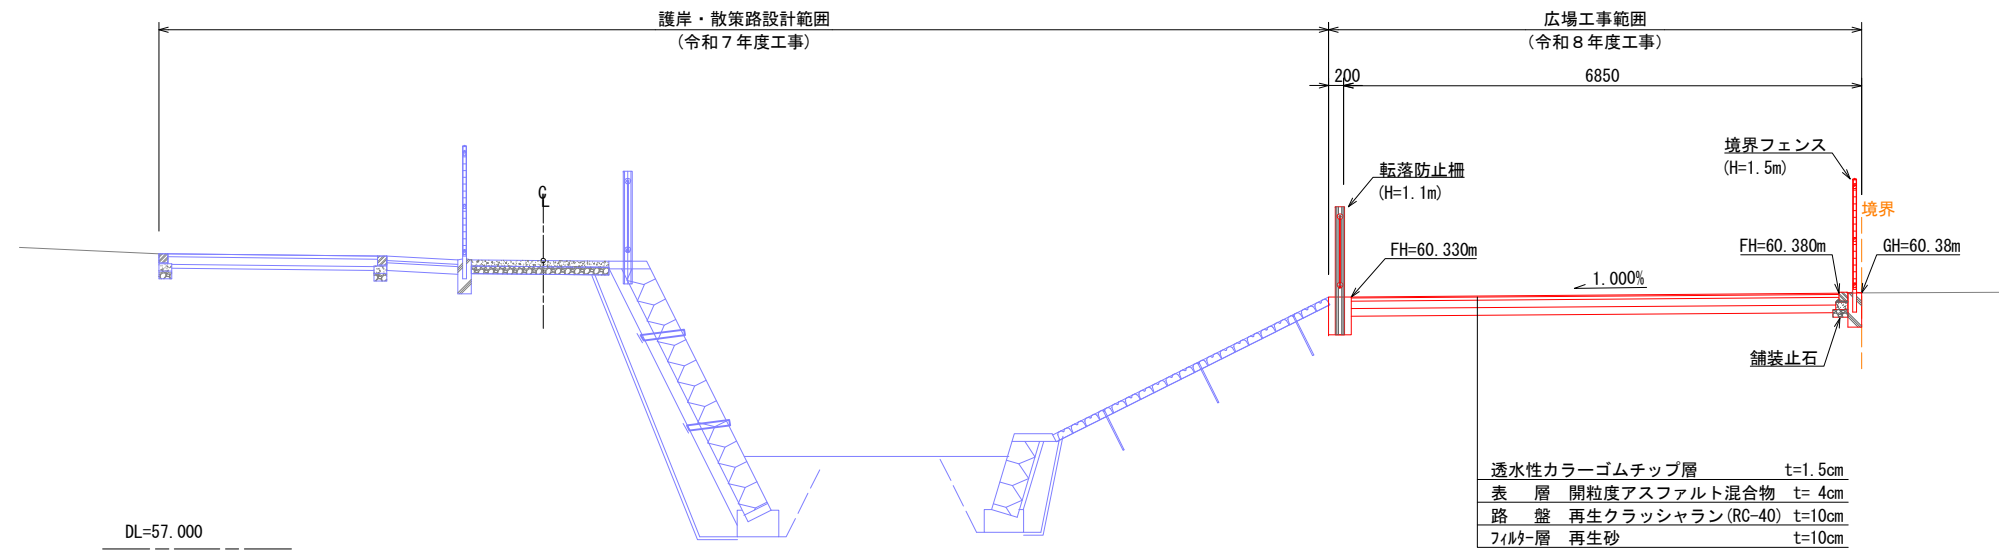 護岸・散策路設計範囲
(令和７年度工事)
広場工事範囲
(令和８年度工事)
200
6850
境界フェンス
(H=1.5m)
転落防止柵
(H=1.1m)
CL
境界
FH=60.330m
FH=60.380m
GH=60.38m
1.000%
舗装止石
透水性カラーゴムチップ層 t=1.5cm
表 層 開粒度アスファルト混合物 t= 4cm
路 盤 再生クラッシャラン(RC-40) t=10cm
ﾌｨﾙﾀｰ層 再生砂 t=10cm
DL=57.000